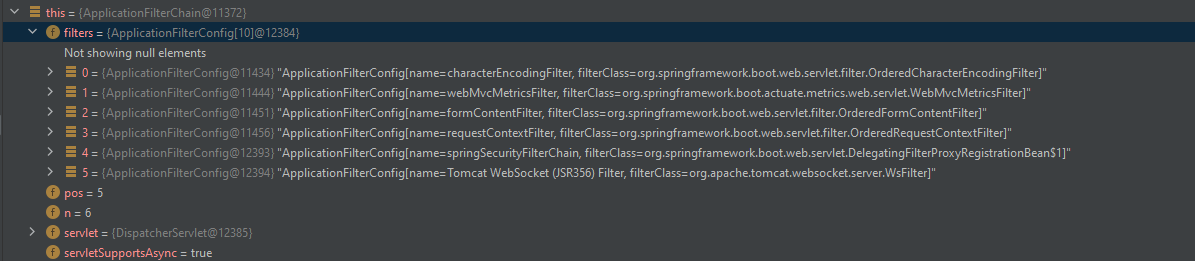 this = {ApplicationFilterChain@11372}
f filters = {ApplicationFilterConfig[10]@12384}
Not showing null elements
0 = {ApplicationFilterConfig@11434} "ApplicationFilterConfig[name=characterEncodingFilter, filterClass=org.springframework.boot.web.servlet.filter.OrderedCharacterEncodingFilter]"
1 = {ApplicationFilterConfig@11444} "ApplicationFilterConfig[name=webMvcMetricsFilter, filterClass=org.springframework.boot.actuate.metrics.web.servlet.WebMvcMetricsFilter]"
2 = {ApplicationFilterConfig@11451} "ApplicationFilterConfig[name=formContentFilter, filterClass=org.springframework.boot.web.servlet.filter.OrderedFormContentFilter]"
3 = {ApplicationFilterConfig@11456} "ApplicationFilterConfig[name=requestContextFilter, filterClass=org.springframework.boot.web.servlet.filter.OrderedRequestContextFilter]"
4 = {ApplicationFilterConfig@12393} "ApplicationFilterConfig[name=springSecurityFilterChain, filterClass=org.springframework.boot.web.servlet.DelegatingFilterProxyRegistrationBean$1]"
5 = {ApplicationFilterConfig@12394} "ApplicationFilterConfig[name=Tomcat WebSocket (JSR356) Filter, filterClass=org.apache.tomcat.websocket.server.WsFilter]"
f pos = 5
f n = 6
f servlet = {DispatcherServlet@12385}
f servletSupportsAsync = true